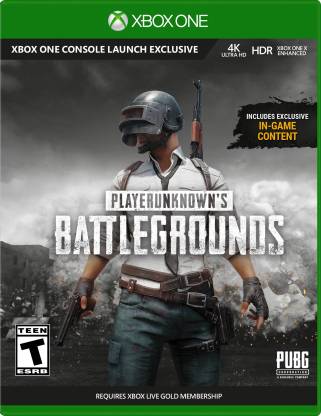 XBOX ONE
XBOX ONE CONSOLE LAUNCH EXCLUSIVE
4K
ULTRA HD
HDR
XBOX ONE X
ENHANCED
INCLUDES EXCLUSIVE
IN-GAME
CONTENT
PLAYERUNKNOWN'S
BATTLEGROUNDS
TEEN
T
ESRB
PUBG
CORPORATION
REQUIRES XBOX LIVE GOLD MEMBERSHIP